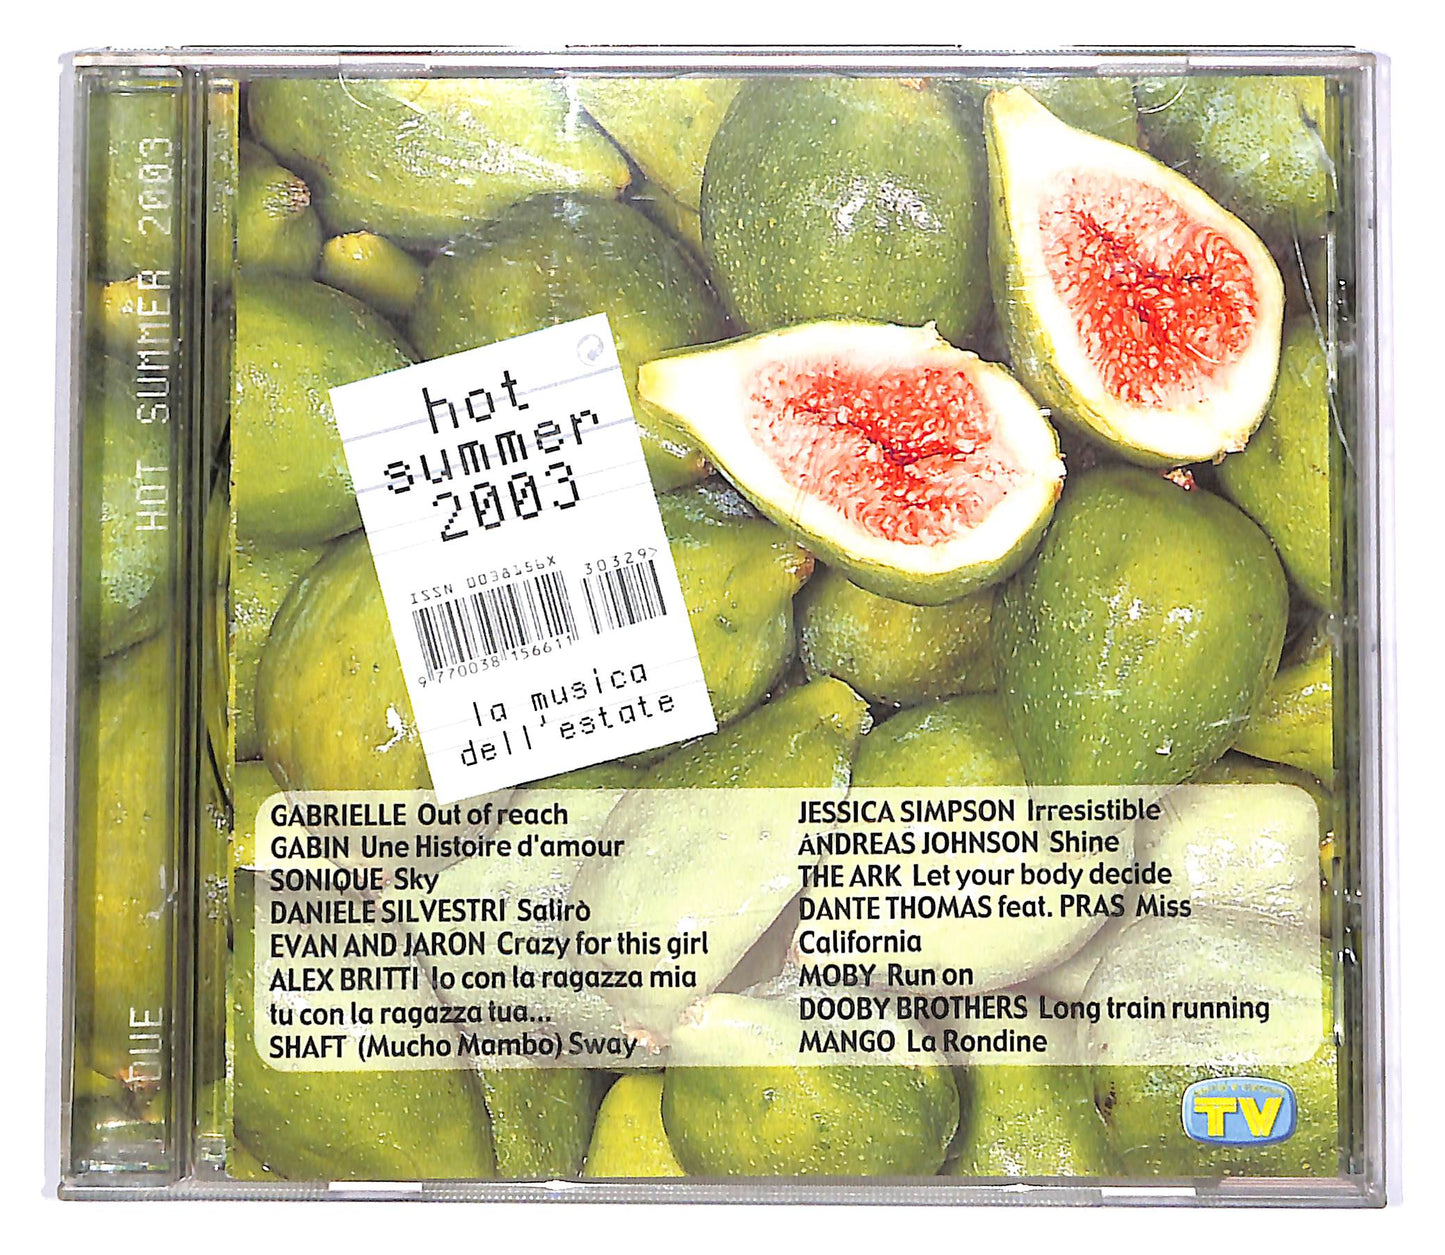 HOT SUMMER 2003
DUE
hot
summer
2003
ISSN 0038156X
30329>
9 770038 156611
la musica
dell'estate
GABRIELLE Out of reach
GABIN Une Histoire d'amour
SONIQUE Sky
DANIELE SILVESTRI Salirò
EVAN AND JARON Crazy for this girl
ALEX BRITTI Io con la ragazza mia
tu con la ragazza tua...
SHAFT (Mucho Mambo) Sway
JESSICA SIMPSON Irresistible
ANDREAS JOHNSON Shine
THE ARK Let your body decide
DANTE THOMAS feat. PRAS Miss
California
MOBY Run on
DOOBY BROTHERS Long train running
MANGO La Rondine
TV